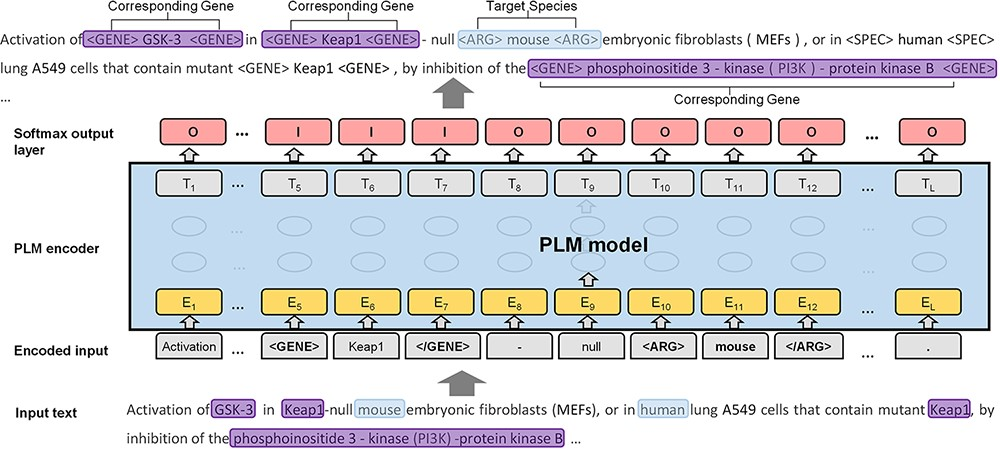 Corresponding Gene Corresponding Gene Target Species
Activation of <GENE> GSK-3 <GENE> in <GENE> Keap1 <GENE> - null <ARG> mouse <ARG> embryonic fibroblasts ( MEFs ) , or in <SPEC> human <SPEC>
lung A549 cells that contain mutant <GENE> Keap1 <GENE> , by inhibition of the <GENE> phosphoinositide 3 - kinase ( PI3K ) - protein kinase B <GENE>
...
Corresponding Gene
Softmax output layer
O ... I I I O O O O O ... O
T1 ... T5 T6 T7 T8 T9 T10 T11 T12 ... TL
... ...
PLM encoder
PLM model
... ...
E1 ... E5 E6 E7 E8 E9 E10 E11 E12 ... EL
Encoded input
Activation ... <GENE> Keap1 </GENE> - null <ARG> mouse </ARG> ... .
Input text
Activation of GSK-3 in Keap1-null mouse embryonic fibroblasts (MEFs), or in human lung A549 cells that contain mutant Keap1, by
inhibition of the phosphoinositide 3 - kinase (PI3K) -protein kinase B ...